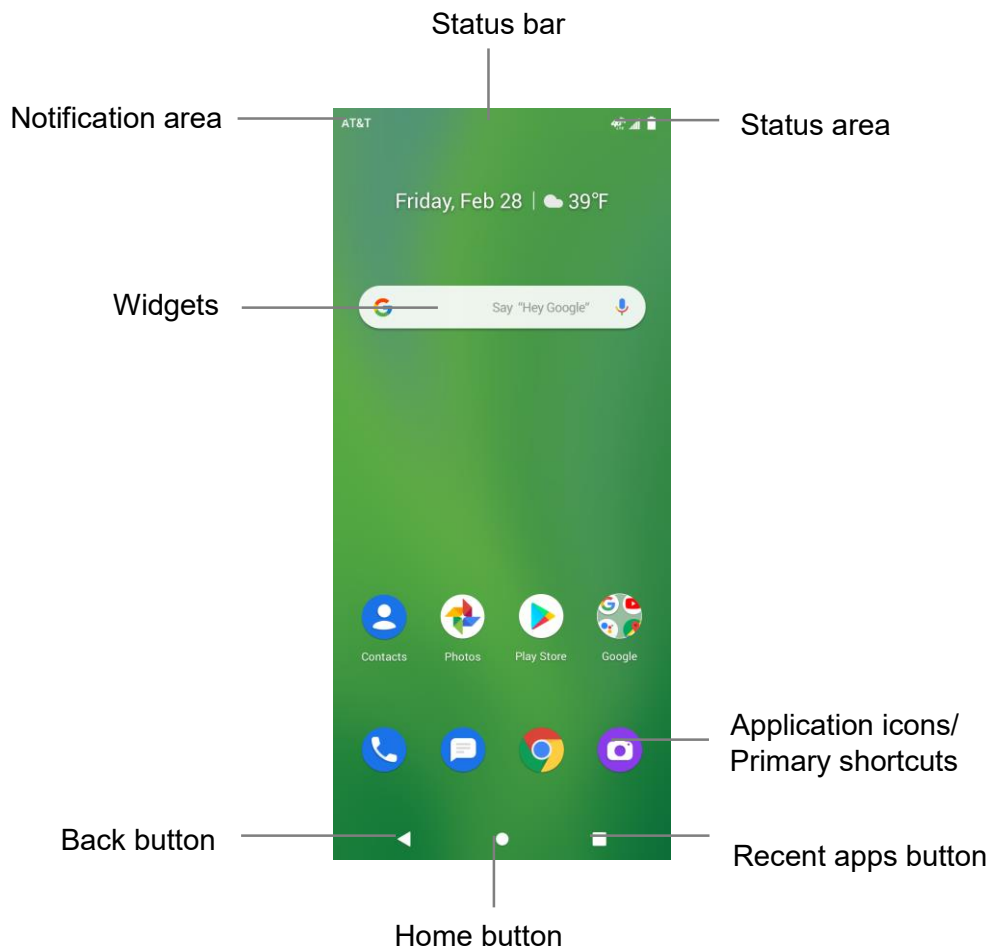 Status bar
Notification area
AT&T
Status area
Friday, Feb 28 | 39°F
Widgets
Say "Hey Google"
Contacts
Photos
Play Store
Google
Application icons/
Primary shortcuts
Back button
Recent apps button
Home button